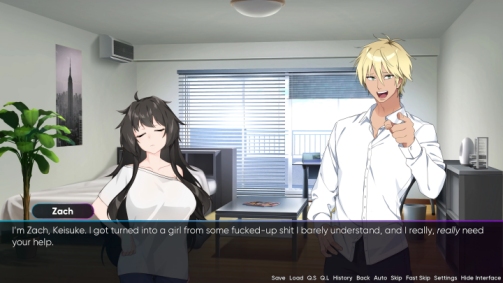 Zach
I'm Zach, Keisuke. I got turned into a girl from some fucked-up shit I barely understand, and I really, really need
your help.
Save Load Q.S Q.L History Back Auto Skip Fast Skip Settings Hide Interface